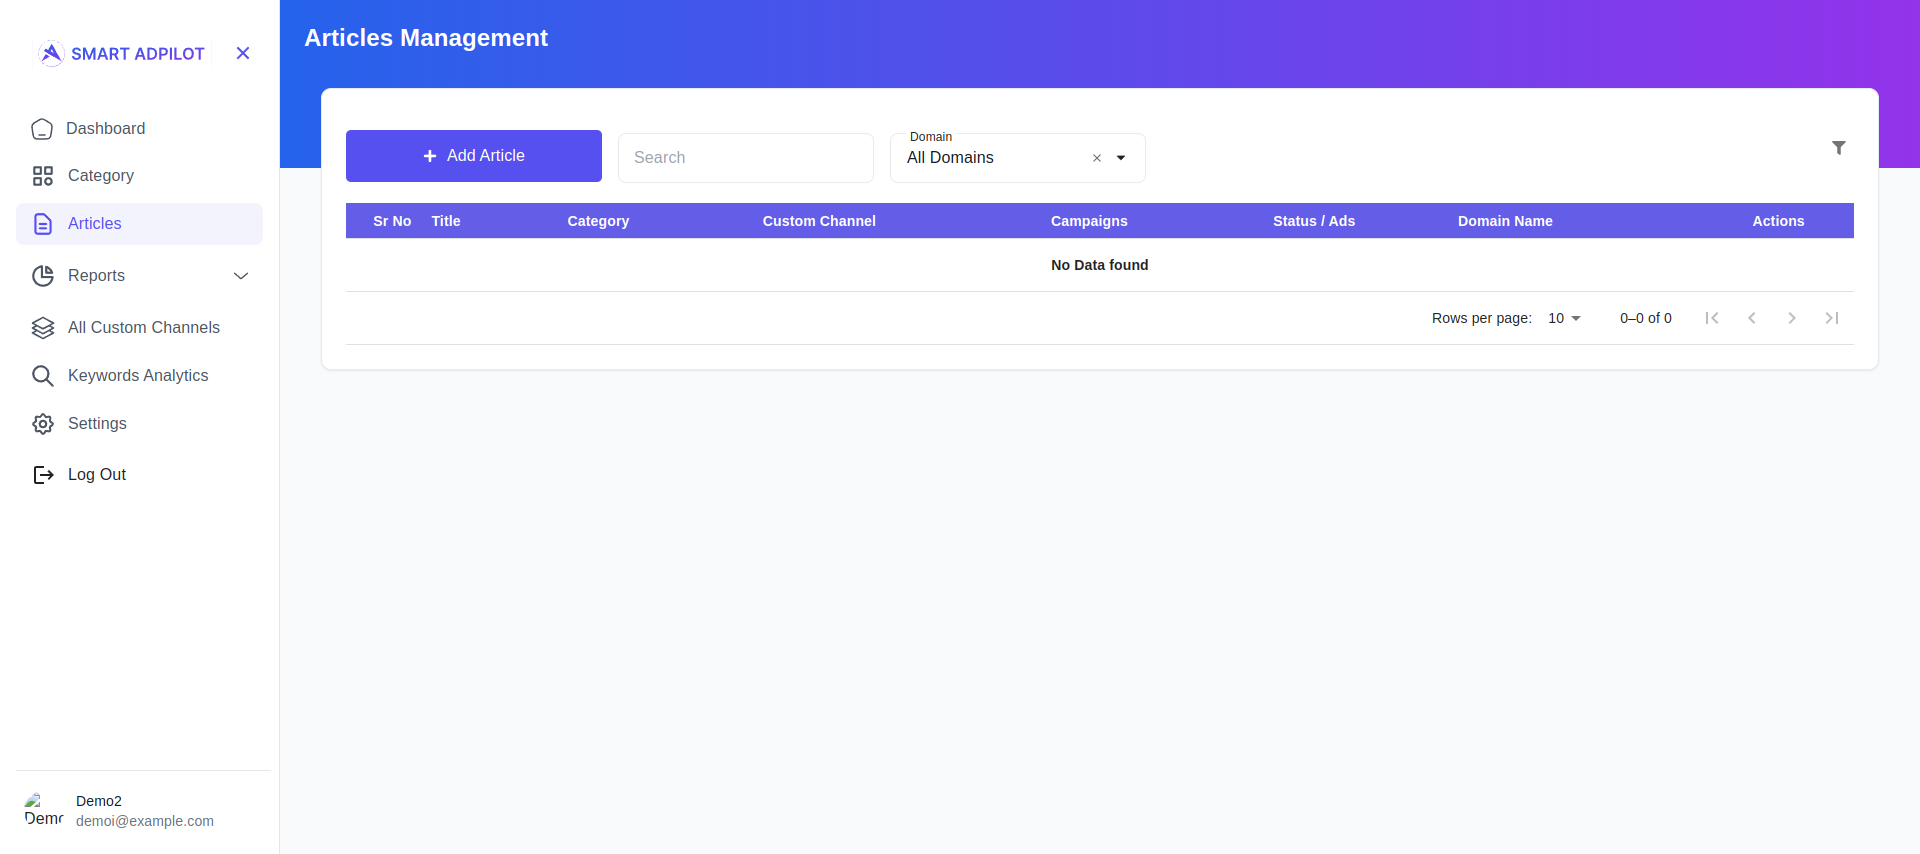 SMART ADPILOT
Dashboard
Category
Articles
Reports
All Custom Channels
Keywords Analytics
Settings
Log Out
Demo
Demo2
demoi@example.com
Articles Management
Add Article
Search
Domain
All Domains
Sr No Title Category Custom Channel Campaigns Status / Ads Domain Name Actions
No Data found
Rows per page: 10 0–0 of 0